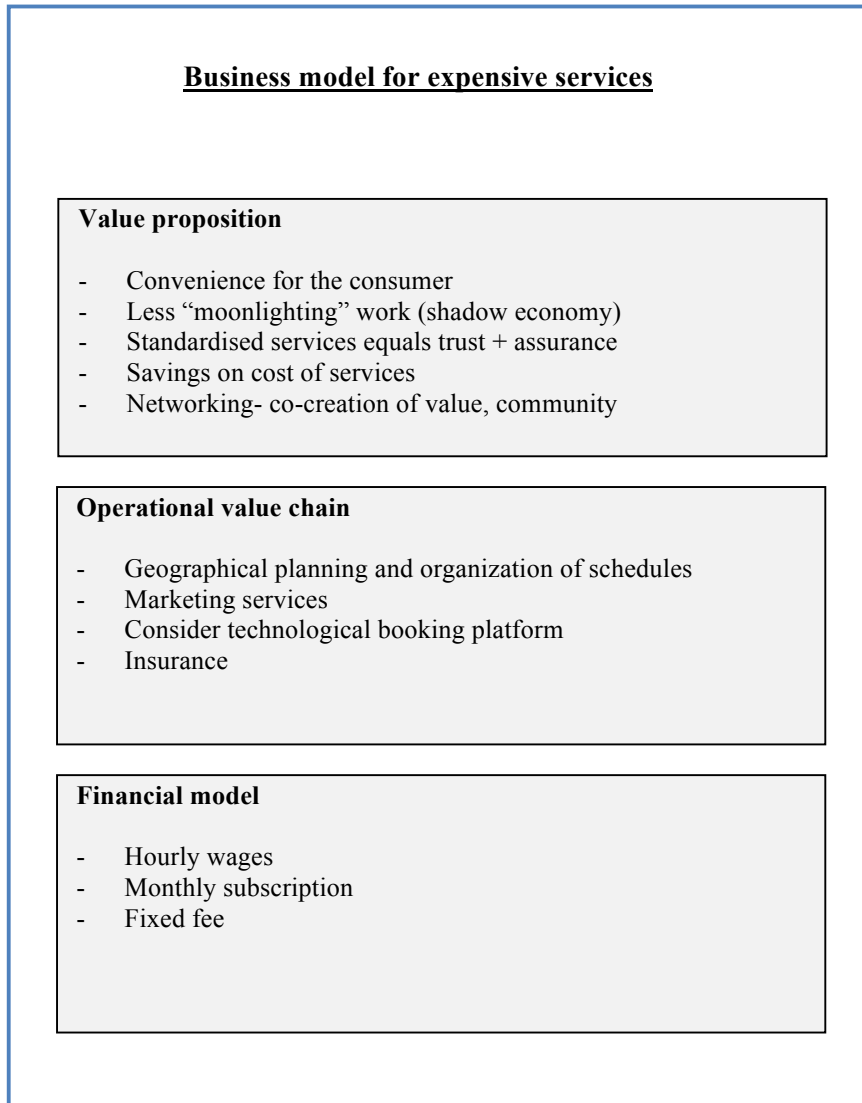 Business model for expensive services
Value proposition
- Convenience for the consumer
- Less “moonlighting” work (shadow economy)
- Standardised services equals trust + assurance
- Savings on cost of services
- Networking- co-creation of value, community
Operational value chain
- Geographical planning and organization of schedules
- Marketing services
- Consider technological booking platform
- Insurance
Financial model
- Hourly wages
- Monthly subscription
- Fixed fee